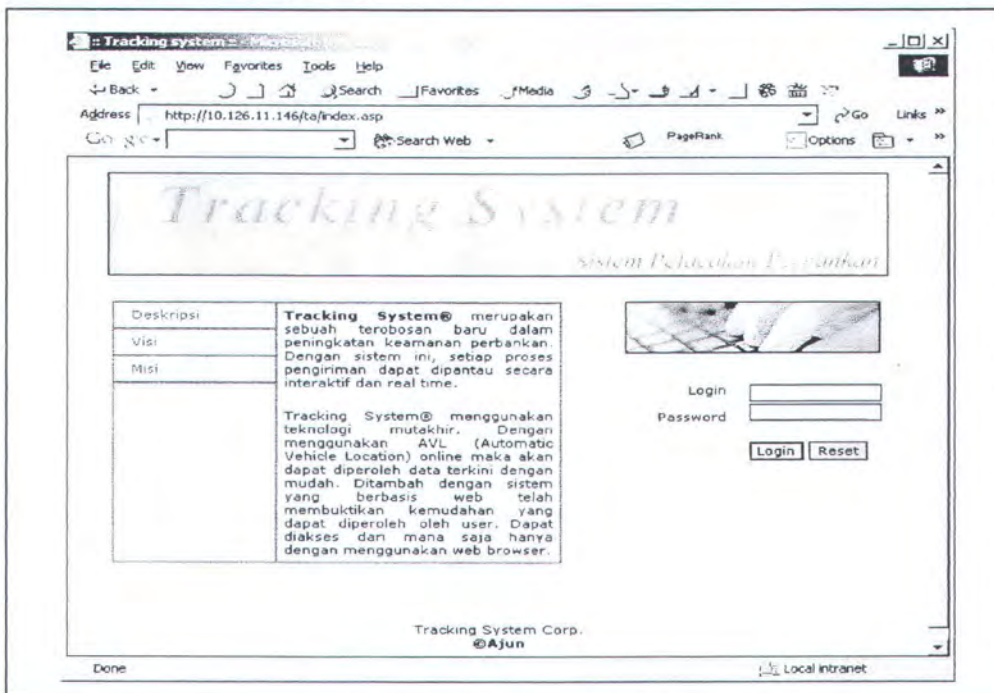 :: Tracking system ::
File Edit View Favorites Tools Help
Back Search Favorites Media
Address http://10.126.11.146/ta/index.asp Go Links »
Google Search Web PageRank Options »
Tracking System
Sistem Pelacakan Perbankan
Deskripsi
Visi
Misi
Tracking System® merupakan
sebuah terobosan baru dalam
peningkatan keamanan perbankan.
Dengan sistem ini, setiap proses
pengiriman dapat dipantau secara
interaktif dan real time.
Tracking System® menggunakan
teknologi mutakhir. Dengan
menggunakan AVL (Automatic
Vehicle Location) online maka akan
dapat diperoleh data terkini dengan
mudah. Ditambah dengan sistem
yang berbasis web telah
membuktikan kemudahan yang
dapat diperoleh oleh user. Dapat
diakses dari mana saja hanya
dengan menggunakan web browser.
Login
Password
Login Reset
Tracking System Corp.
©Ajun
Done Local intranet